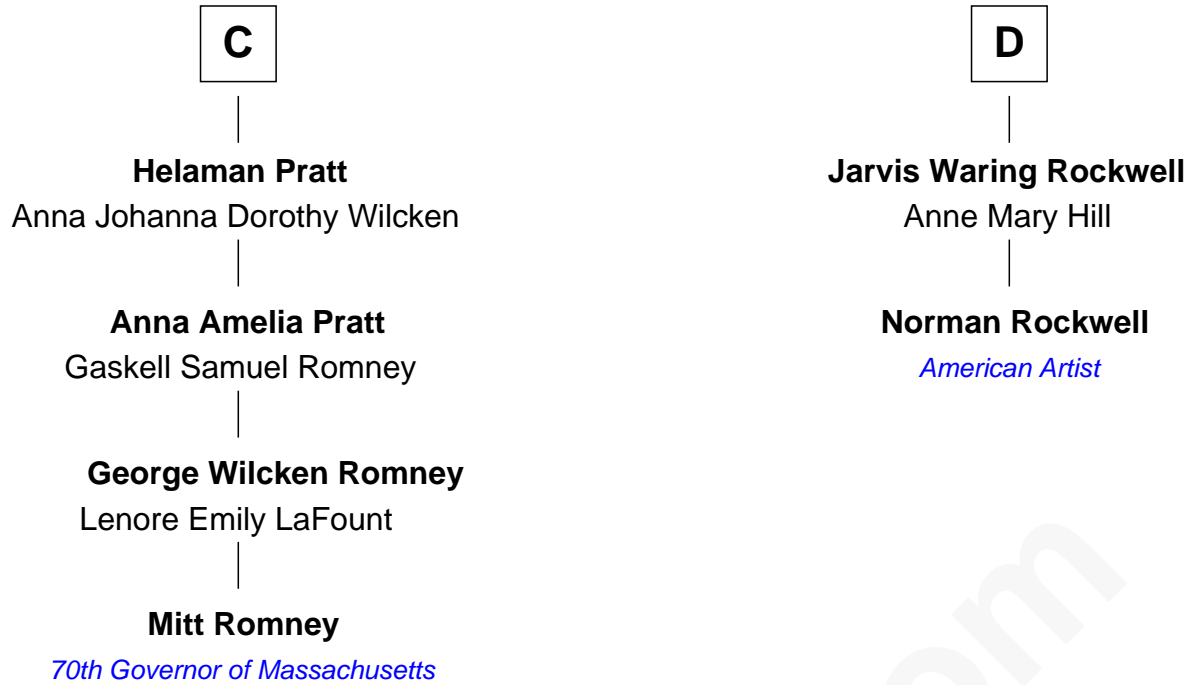 C
Helaman Pratt
Anna Johanna Dorothy Wilcken
Anna Amelia Pratt
Gaskell Samuel Romney
George Wilcken Romney
Lenore Emily LaFount
Mitt Romney
70th Governor of Massachusetts
D
Jarvis Waring Rockwell
Anne Mary Hill
Norman Rockwell
American Artist
om